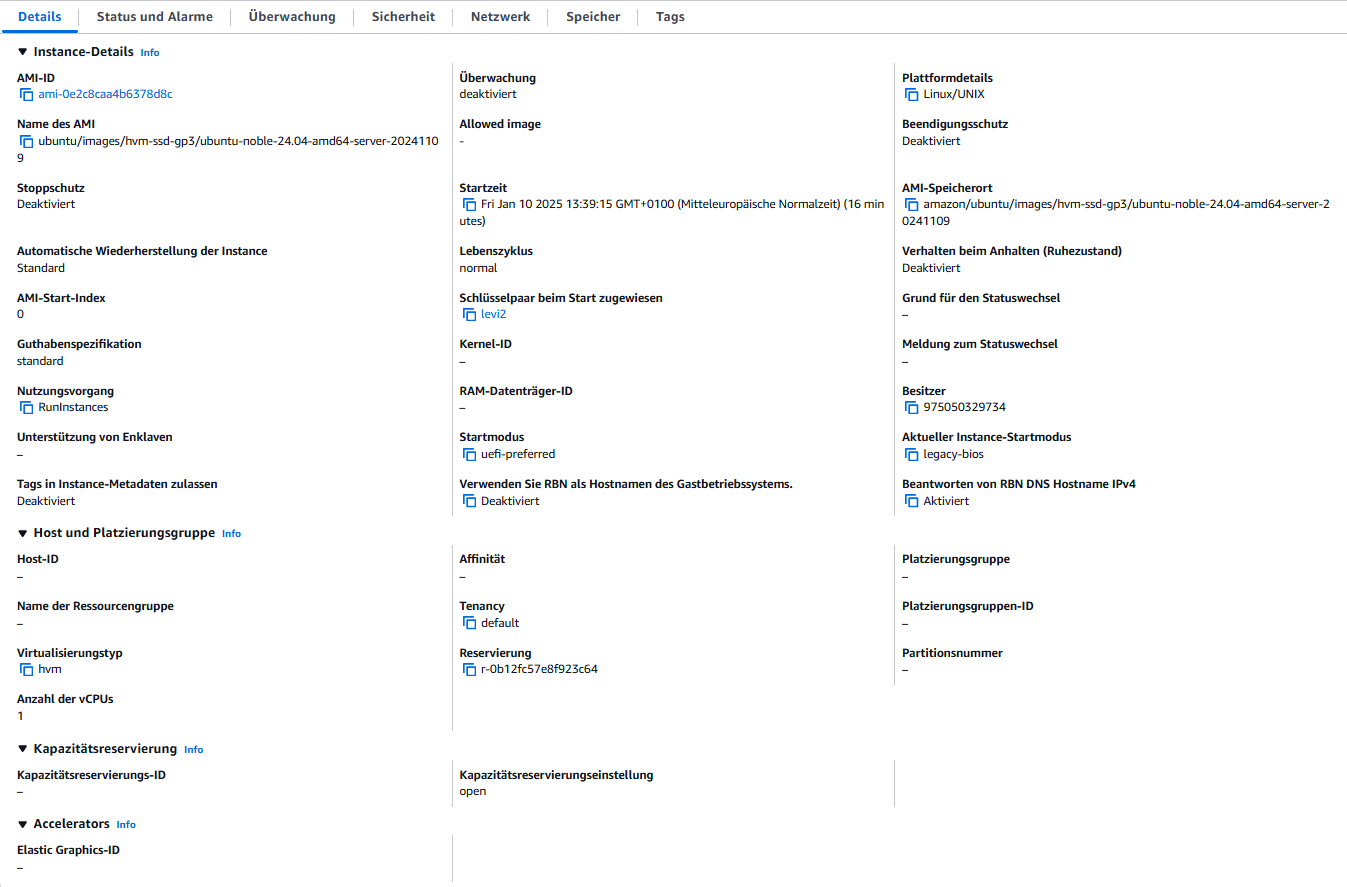 Details
Status und Alarme
Überwachung
Sicherheit
Netzwerk
Speicher
Tags
Instance-Details Info
AMI-ID
ami-0e2c8caa4b6378d8c
Überwachung
deaktiviert
Plattformdetails
Linux/UNIX
Name des AMI
ubuntu/images/hvm-ssd-gp3/ubuntu-noble-24.04-amd64-server-2024110
9
Allowed image
-
Beendigungsschutz
Deaktiviert
Stoppschutz
Deaktiviert
Startzeit
Fri Jan 10 2025 13:39:15 GMT+0100 (Mitteleuropäische Normalzeit) (16 min
utes)
AMI-Speicherort
amazon/ubuntu/images/hvm-ssd-gp3/ubuntu-noble-24.04-amd64-server-2
0241109
Automatische Wiederherstellung der Instance
Standard
Lebenszyklus
normal
Verhalten beim Anhalten (Ruhezustand)
Deaktiviert
AMI-Start-Index
0
Schlüsselpaar beim Start zugewiesen
levi2
Grund für den Statuswechsel
–
Guthabenspezifikation
standard
Kernel-ID
–
Meldung zum Statuswechsel
–
Nutzungsvorgang
RunInstances
RAM-Datenträger-ID
–
Besitzer
975050329734
Unterstützung von Enklaven
–
Startmodus
uefi-preferred
Aktueller Instance-Startmodus
legacy-bios
Tags in Instance-Metadaten zulassen
Deaktiviert
Verwenden Sie RBN als Hostnamen des Gastbetriebssystems.
Deaktiviert
Beantworten von RBN DNS Hostname IPv4
Aktiviert
Host und Platzierungsgruppe Info
Host-ID
–
Affinität
–
Platzierungsgruppe
–
Name der Ressourcengruppe
–
Tenancy
default
Platzierungsgruppen-ID
–
Virtualisierungstyp
hvm
Reservierung
r-0b12fc57e8f923c64
Partitionsnummer
–
Anzahl der vCPUs
1
Kapazitätsreservierung Info
Kapazitätsreservierungs-ID
–
Kapazitätsreservierungseinstellung
open
Accelerators Info
Elastic Graphics-ID
–